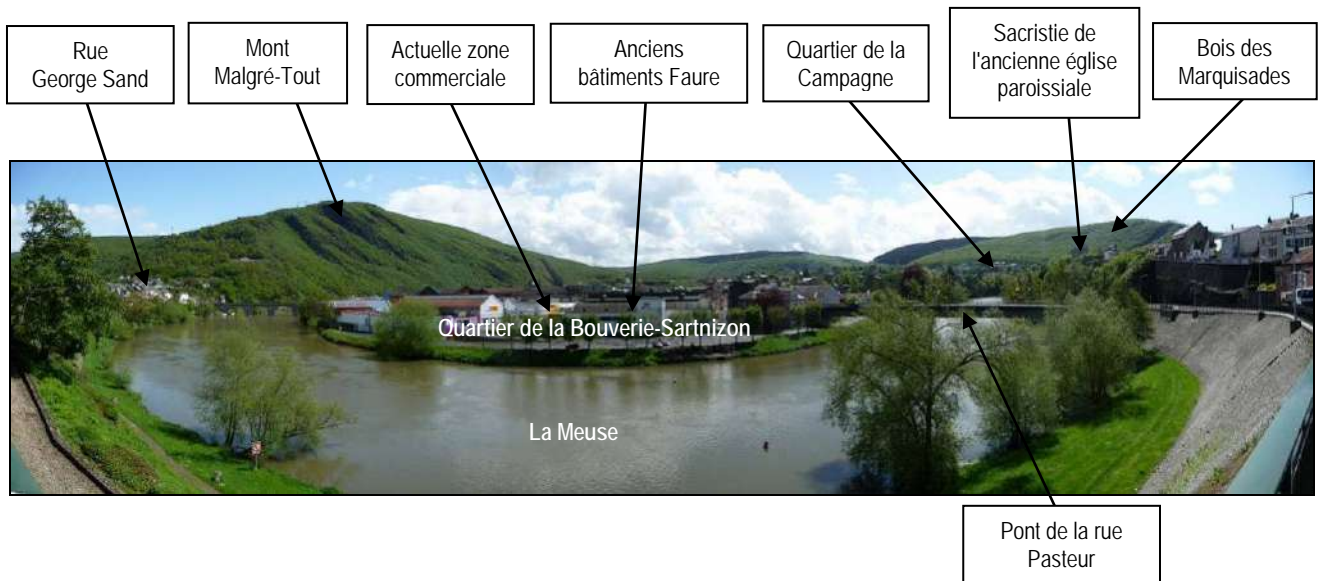 Rue
George Sand
Mont
Malgré-Tout
Actuelle zone
commerciale
Anciens
bâtiments Faure
Quartier de la
Campagne
Sacristie de
l'ancienne église
paroissiale
Bois des
Marquisades
Quartier de la Bouverie-Sartnizon
La Meuse
Pont de la rue
Pasteur